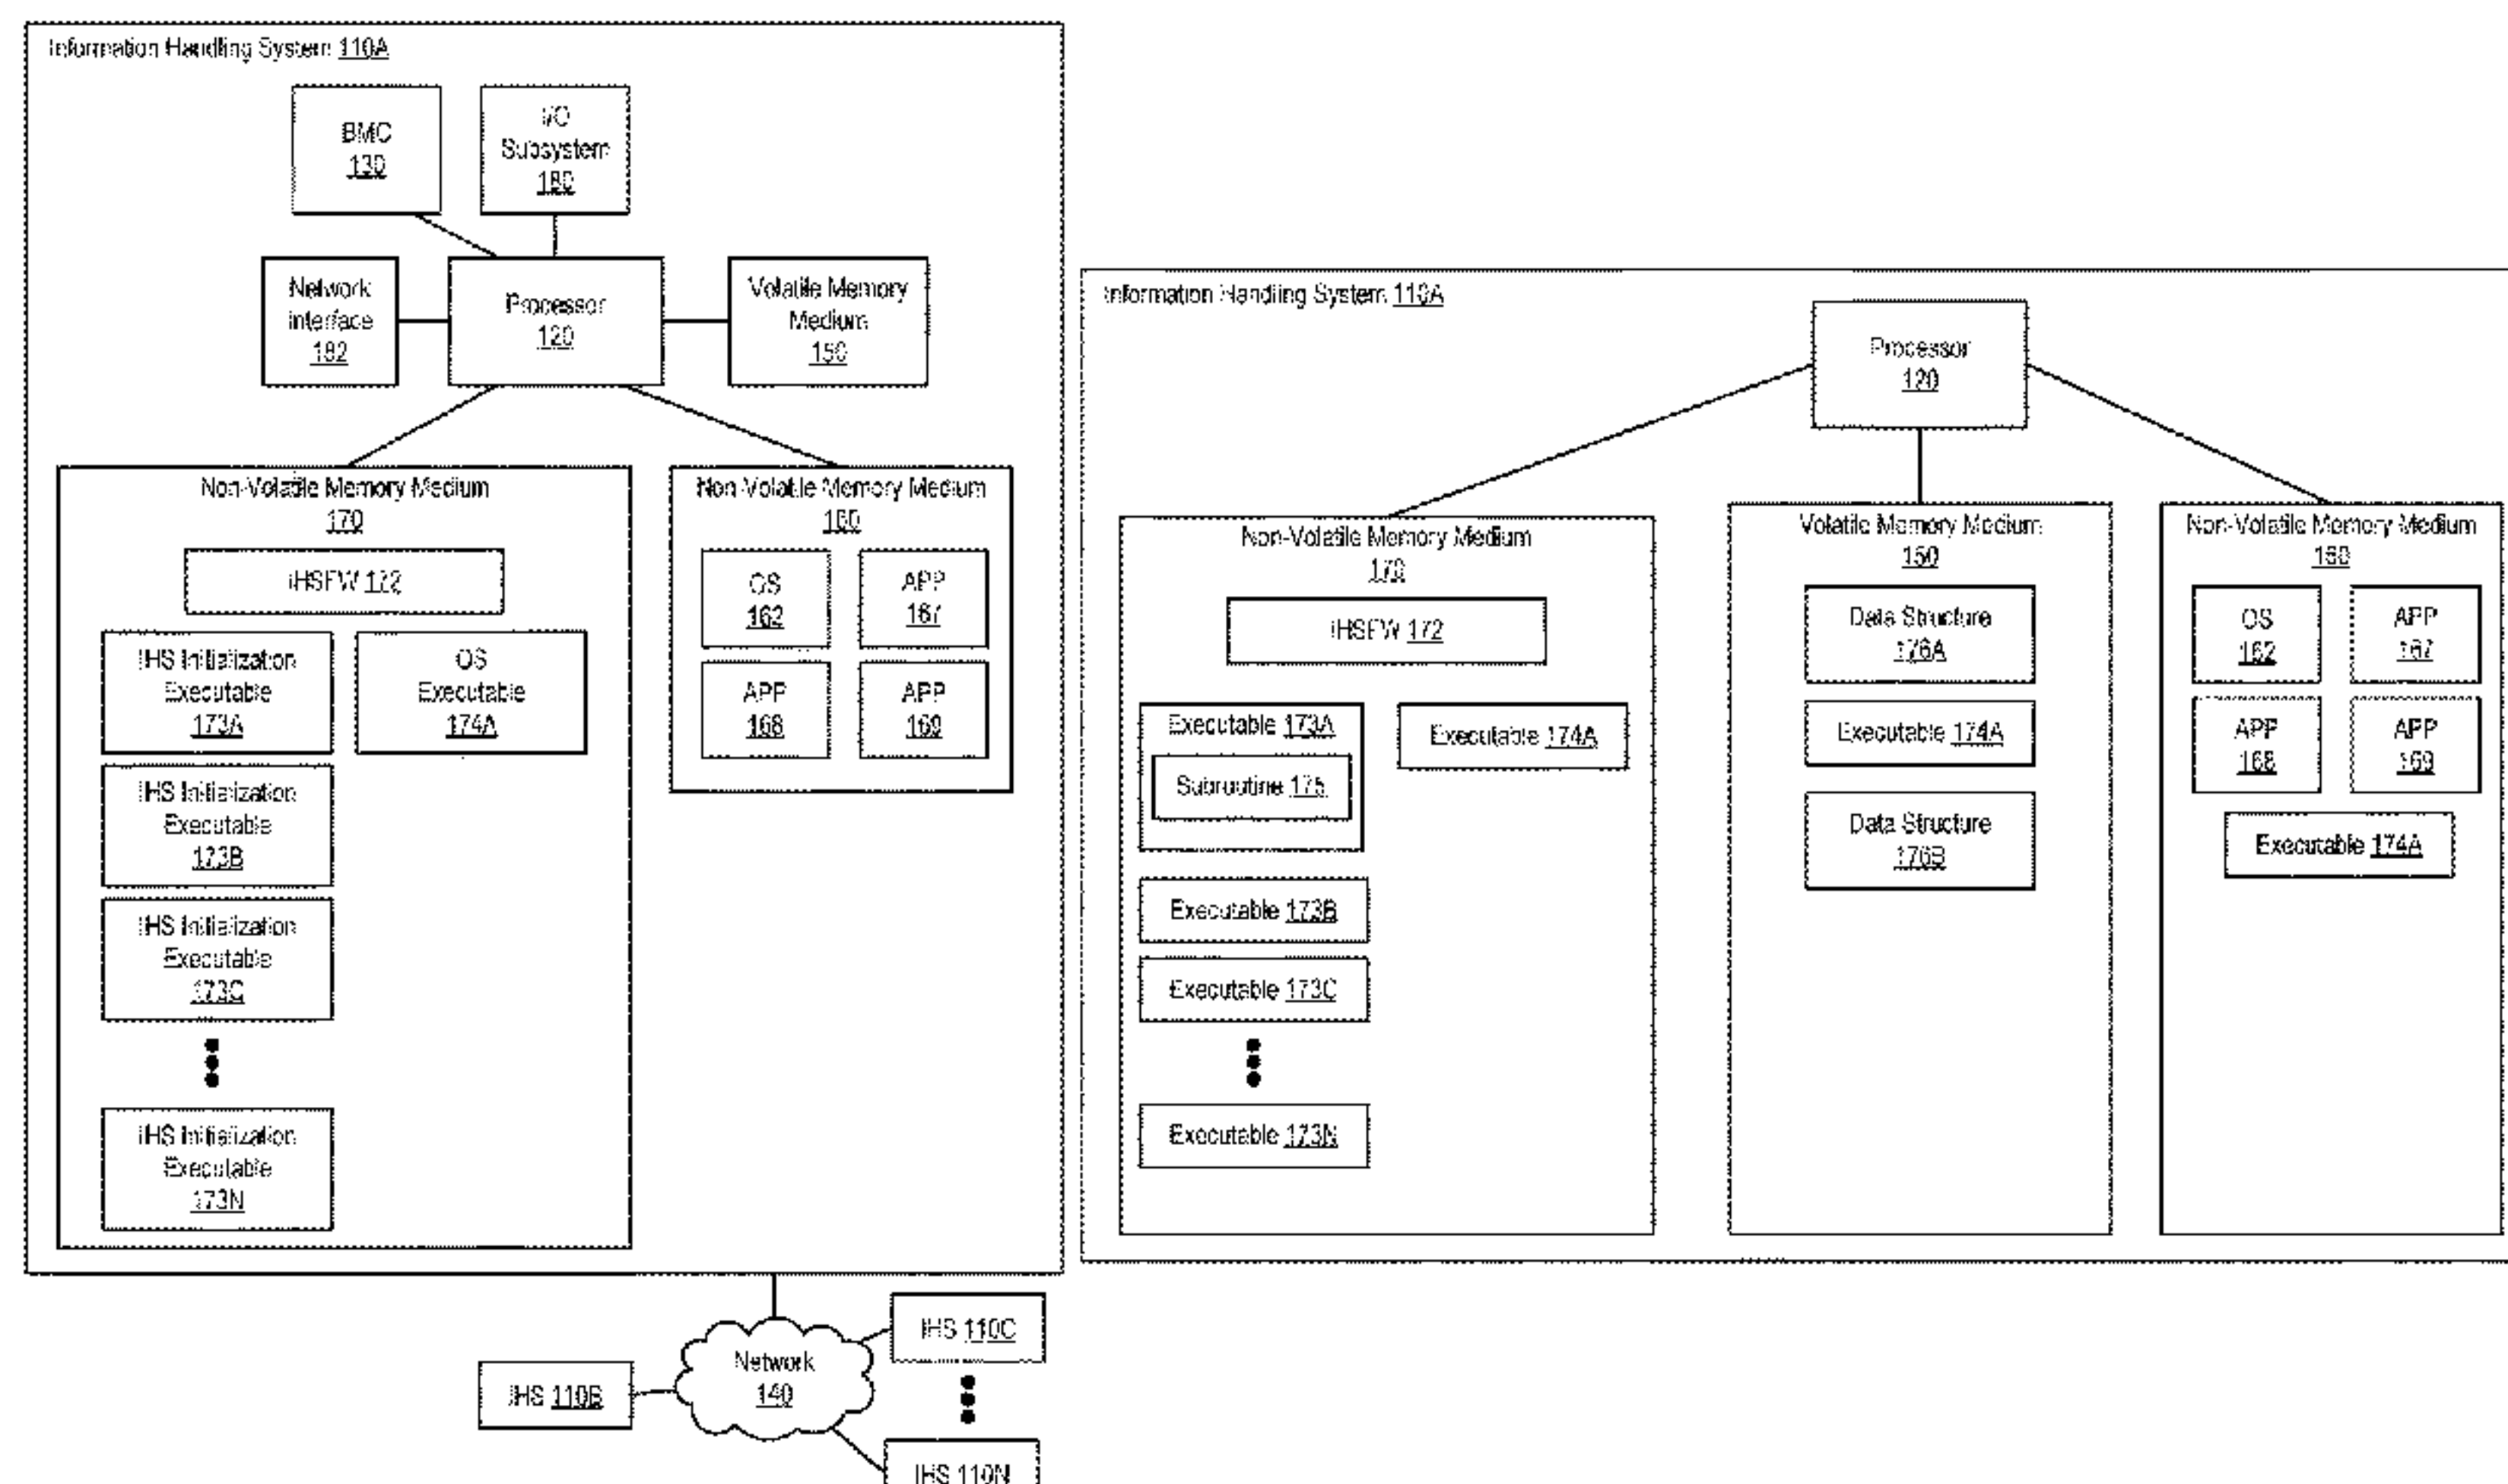 Information Handling System 110A
BMC
130
I/O
Subsystem
180
Network
Interface
182
Processor
120
Volatile Memory
Medium
150
Non-Volatile Memory Medium
170
IHSFW 172
IHS Initialization
Executable
173A
OS
Executable
174A
IHS Initialization
Executable
173B
IHS Initialization
Executable
173C
IHS Initialization
Executable
173N
Non-Volatile Memory Medium
160
OS
162
APP
167
APP
168
APP
169
IHS 110B
Network
140
IHS 110C
IHS 110N
Information Handling System 110A
Processor
120
Non-Volatile Memory Medium
170
IHSFW 172
Executable 173A
Subroutine 175
Executable 174A
Executable 173B
Executable 173C
Executable 173N
Volatile Memory Medium
150
Data Structure
176A
Executable 174A
Data Structure
176B
Non-Volatile Memory Medium
160
OS
162
APP
167
APP
168
APP
169
Executable 174A